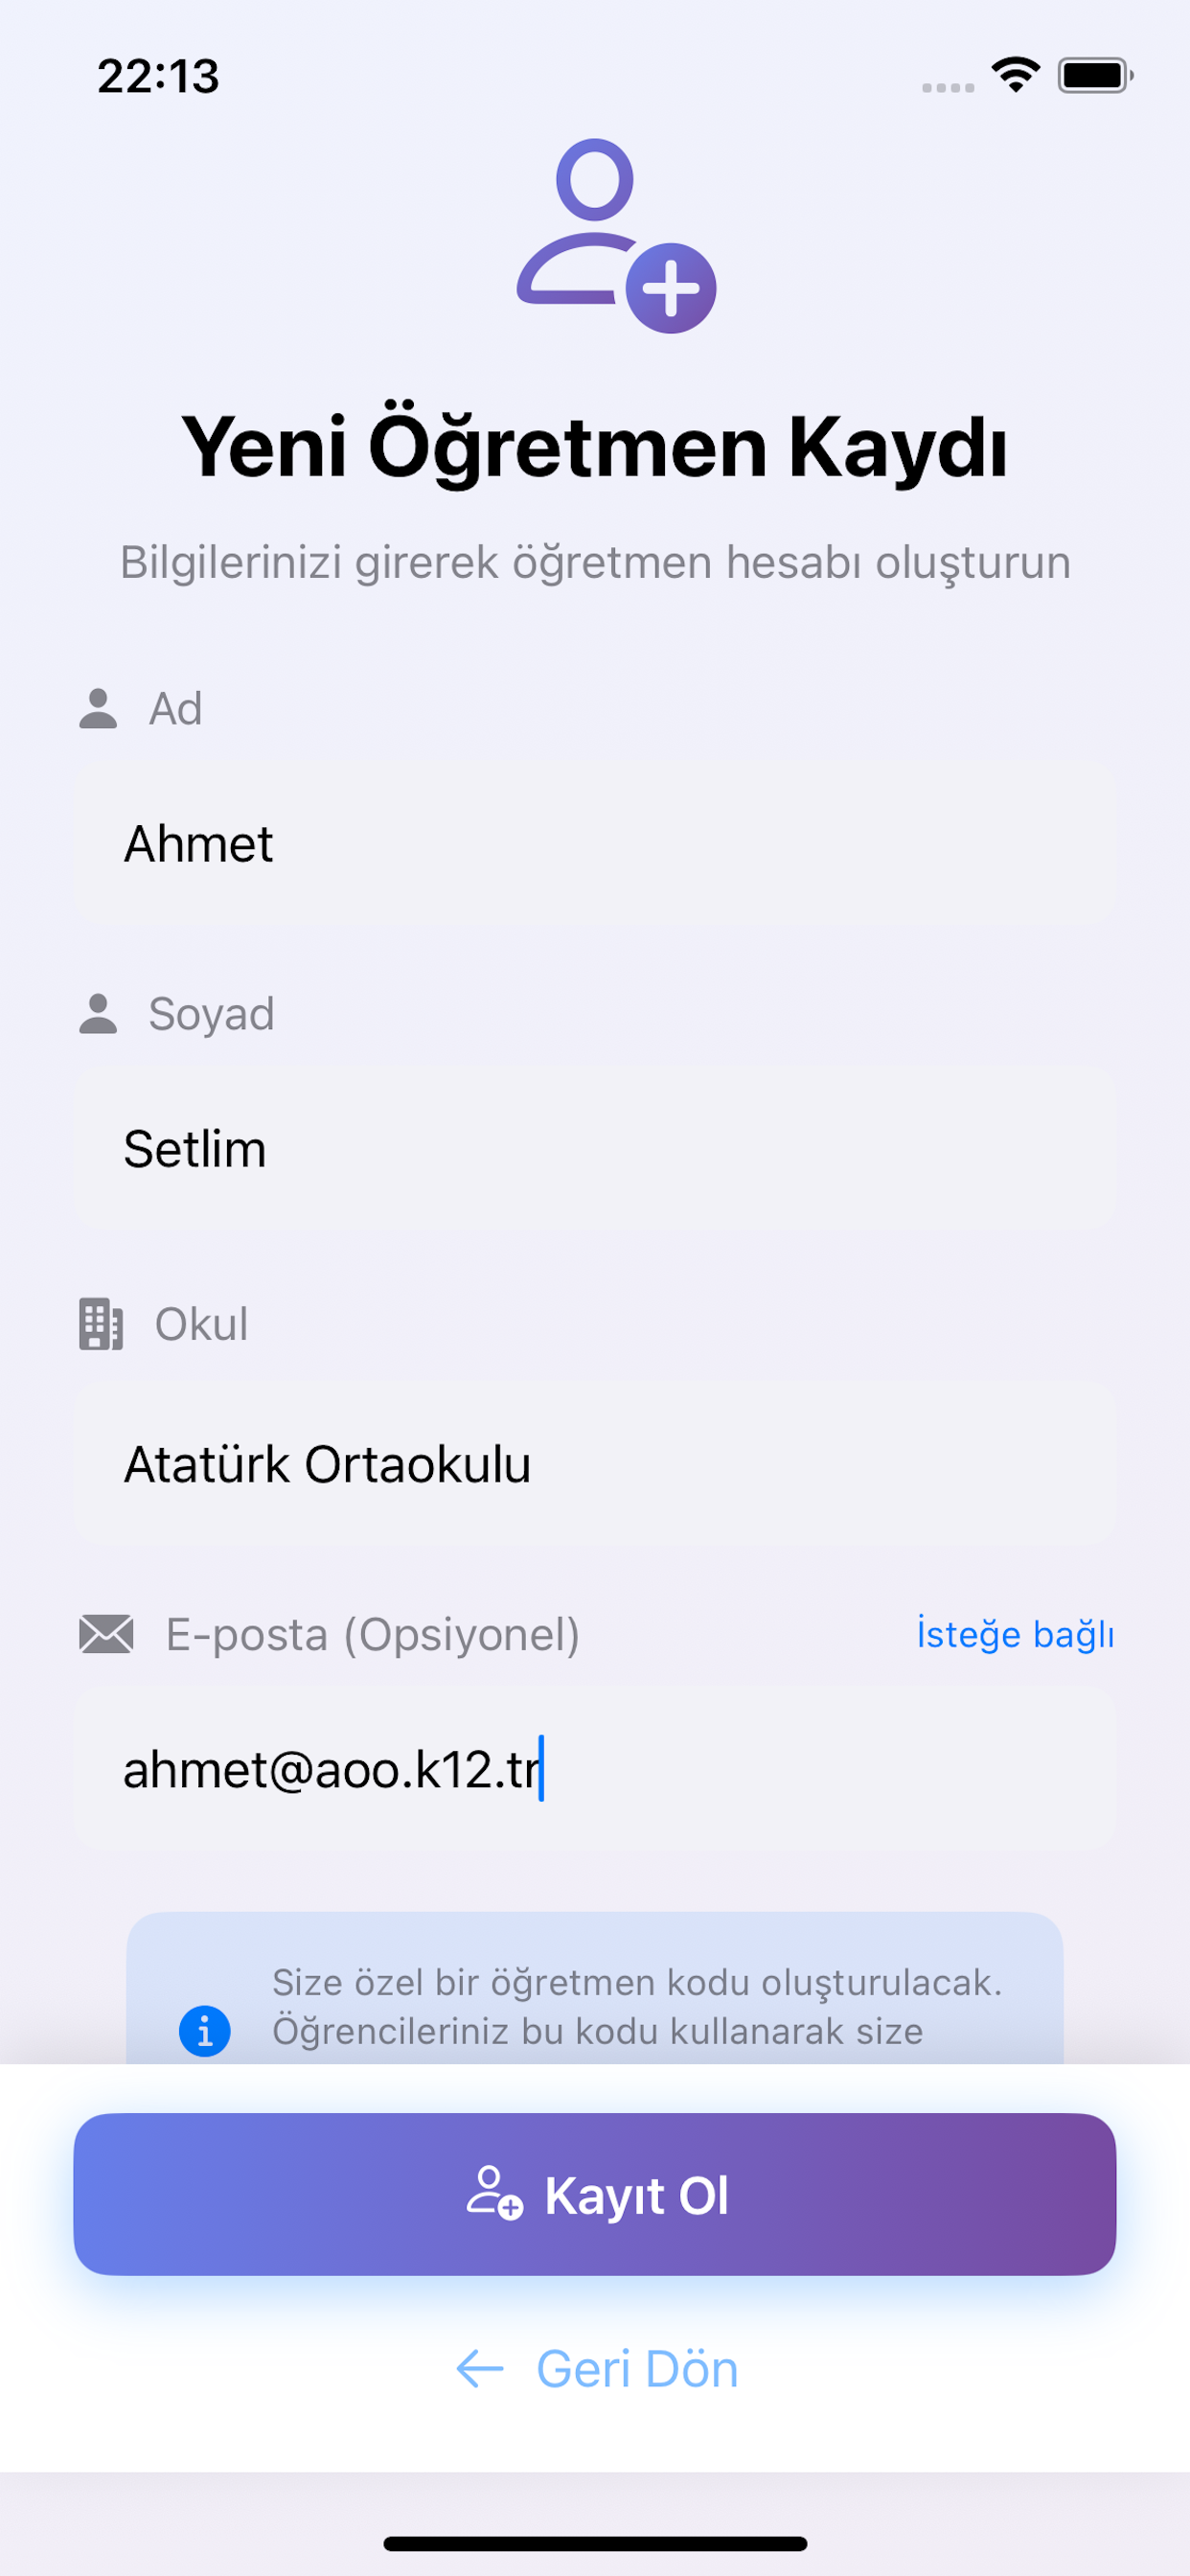 22:13
Yeni Öğretmen Kaydı
Bilgilerinizi girerek öğretmen hesabı oluşturun
Ad
Ahmet
Soyad
Setlim
Okul
Atatürk Ortaokulu
E-posta (Opsiyonel)
İsteğe bağlı
ahmet@aoo.k12.tr
Size özel bir öğretmen kodu oluşturulacak.
Öğrencileriniz bu kodu kullanarak size
Kayıt Ol
Geri Dön